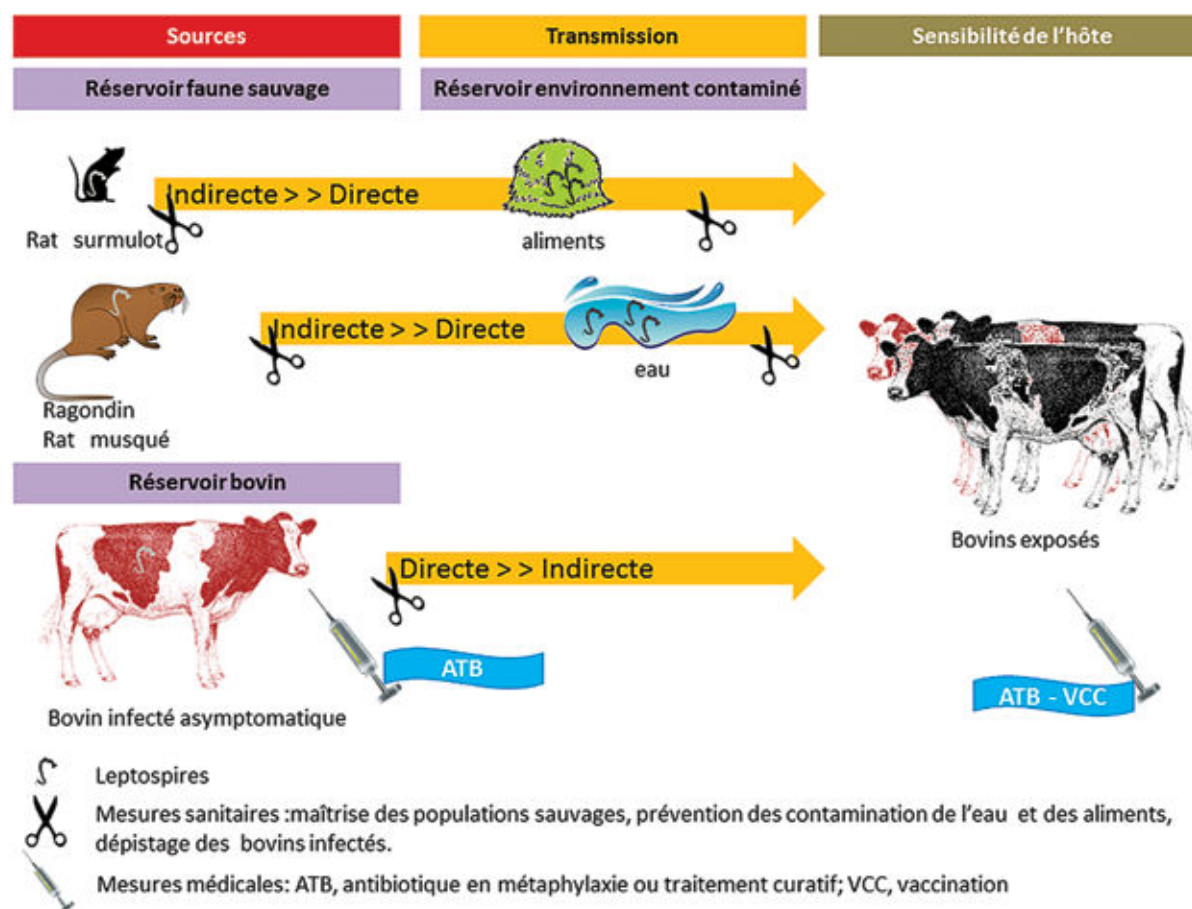 Sources
Transmission
Sensibilité de l'hôte
Réservoir faune sauvage
Réservoir environnement contaminé
Indirecte > > Directe
Rat surmulot
aliments
Indirecte > > Directe
eau
Ragondin
Rat musqué
Réservoir bovin
Bovins exposés
Directe > > Indirecte
ATB
ATB - VCC
Bovin infecté asymptomatique
Leptospires
Mesures sanitaires :maîtrise des populations sauvages, prévention des contamination de l'eau et des aliments,
dépistage des bovins infectés.
Mesures médicales: ATB, antibiotique en métaphylaxie ou traitement curatif; VCC, vaccination